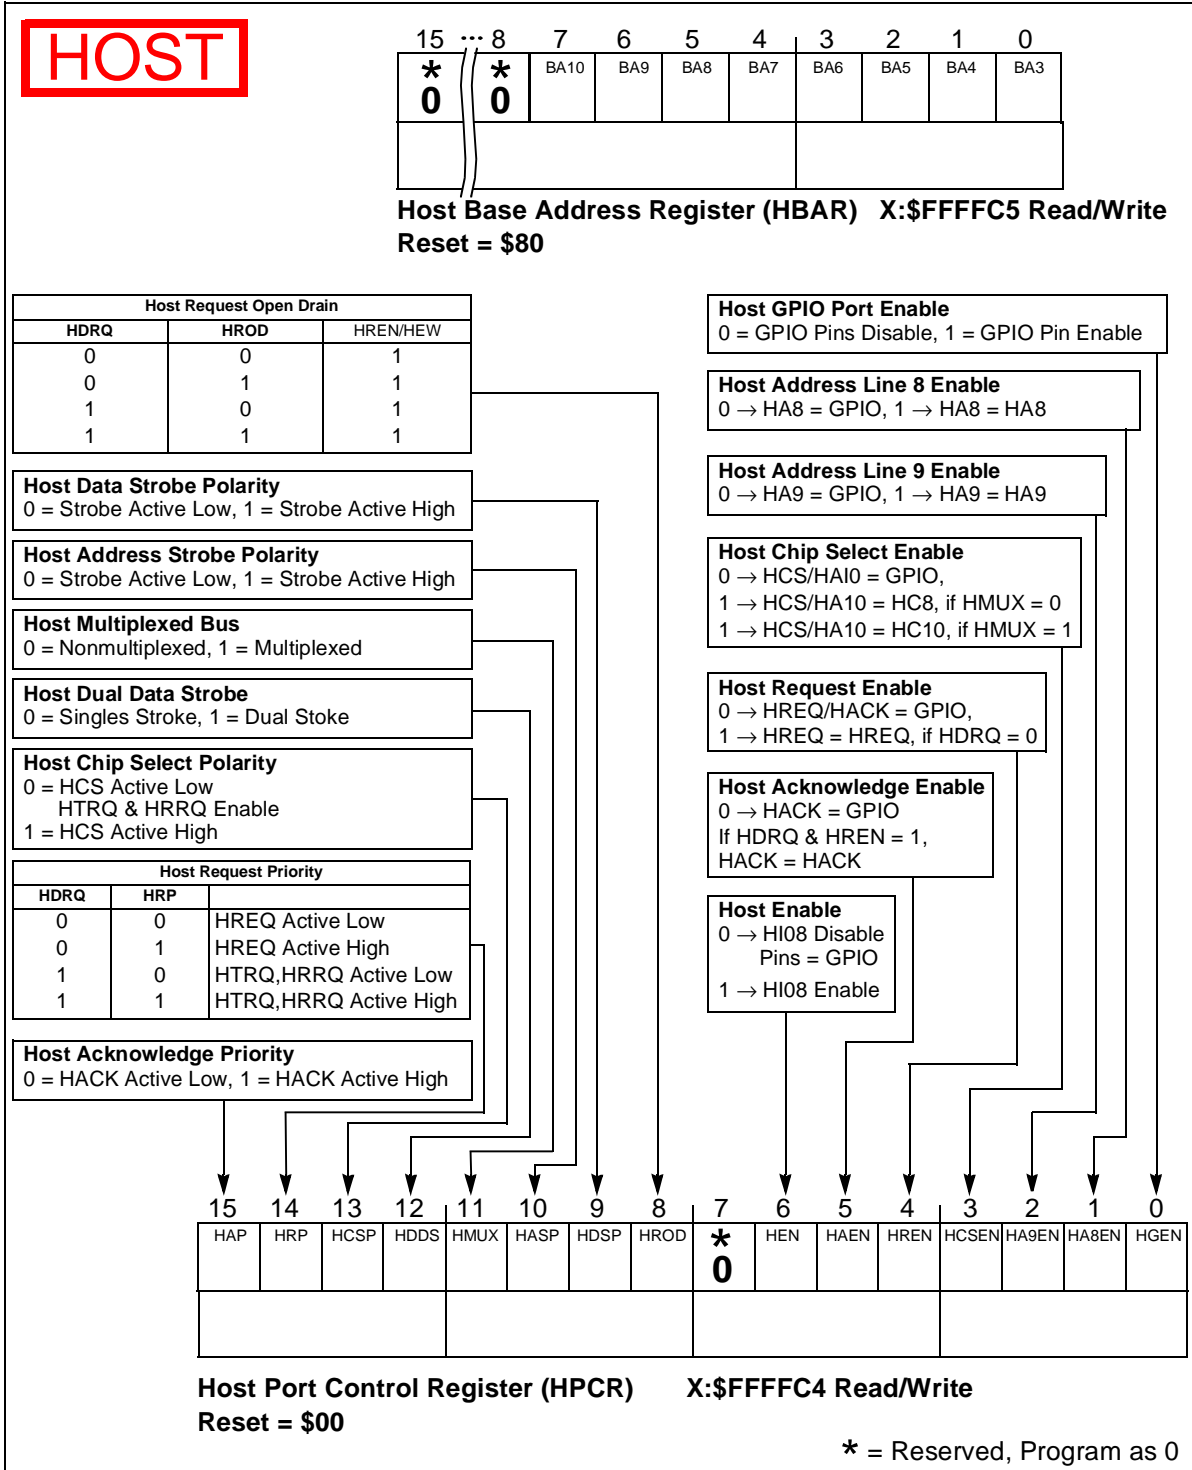 HOST
15 ··· 8 7 6 5 4 3 2 1 0
* * BA10 BA9 BA8 BA7 BA6 BA5 BA4 BA3
0 0
Host Base Address Register (HBAR) X:$FFFFC5 Read/Write
Reset = $80
Host Request Open Drain
HDRQ HROD HREN/HEW
0 0 1
0 1 1
1 0 1
1 1 1
Host Data Strobe Polarity
0 = Strobe Active Low, 1 = Strobe Active High
Host Address Strobe Polarity
0 = Strobe Active Low, 1 = Strobe Active High
Host Multiplexed Bus
0 = Nonmultiplexed, 1 = Multiplexed
Host Dual Data Strobe
0 = Singles Stroke, 1 = Dual Stoke
Host Chip Select Polarity
0 = HCS Active Low
HTRQ & HRRQ Enable
1 = HCS Active High
Host Request Priority
HDRQ HRP
0 0 HREQ Active Low
0 1 HREQ Active High
1 0 HTRQ,HRRQ Active Low
1 1 HTRQ,HRRQ Active High
Host Acknowledge Priority
0 = HACK Active Low, 1 = HACK Active High
Host GPIO Port Enable
0 = GPIO Pins Disable, 1 = GPIO Pin Enable
Host Address Line 8 Enable
0 → HA8 = GPIO, 1 → HA8 = HA8
Host Address Line 9 Enable
0 → HA9 = GPIO, 1 → HA9 = HA9
Host Chip Select Enable
0 → HCS/HAI0 = GPIO,
1 → HCS/HA10 = HC8, if HMUX = 0
1 → HCS/HA10 = HC10, if HMUX = 1
Host Request Enable
0 → HREQ/HACK = GPIO,
1 → HREQ = HREQ, if HDRQ = 0
Host Acknowledge Enable
0 → HACK = GPIO
If HDRQ & HREN = 1,
HACK = HACK
Host Enable
0 → HI08 Disable
Pins = GPIO
1 → HI08 Enable
15 14 13 12 11 10 9 8 7 6 5 4 3 2 1 0
HAP HRP HCSP HDDS HMUX HASP HDSP HROD * HEN HAEN HREN HCSEN HA9EN HA8EN HGEN
0
Host Port Control Register (HPCR) X:$FFFFC4 Read/Write
Reset = $00
* = Reserved, Program as 0